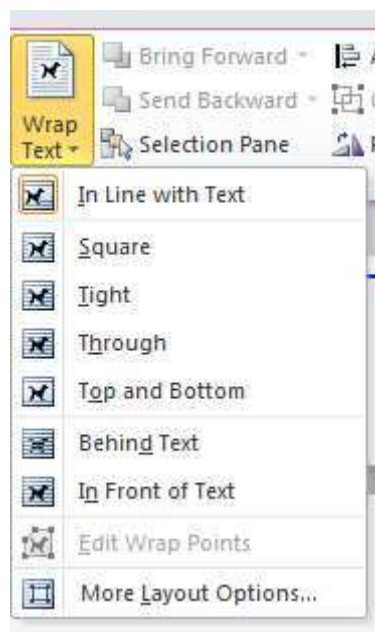 Bring Forward
Send Backward
Wrap
Text
Selection Pane
In Line with Text
Square
Tight
Through
Top and Bottom
Behind Text
In Front of Text
Edit Wrap Points
More Layout Options...